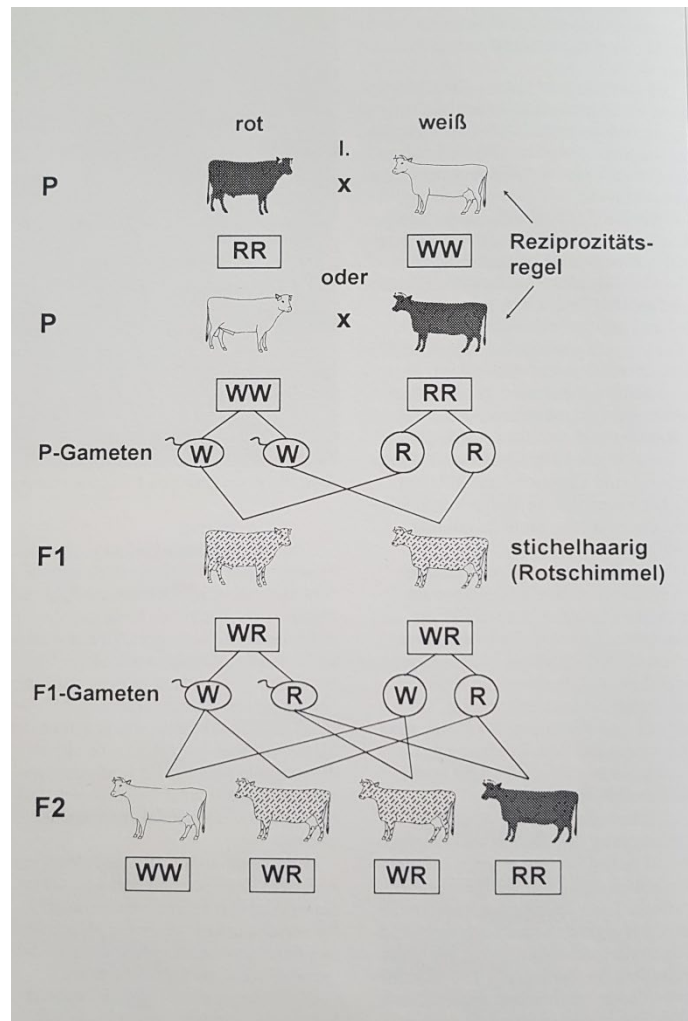 rot weiß
I.
P x
RR WW
Reziprozitäts-
regel
oder
P x
WW RR
P-Gameten W W R R
F1 stichelhaarig
(Rotschimmel)
WR WR
F1-Gameten W R W R
F2
WW WR WR RR